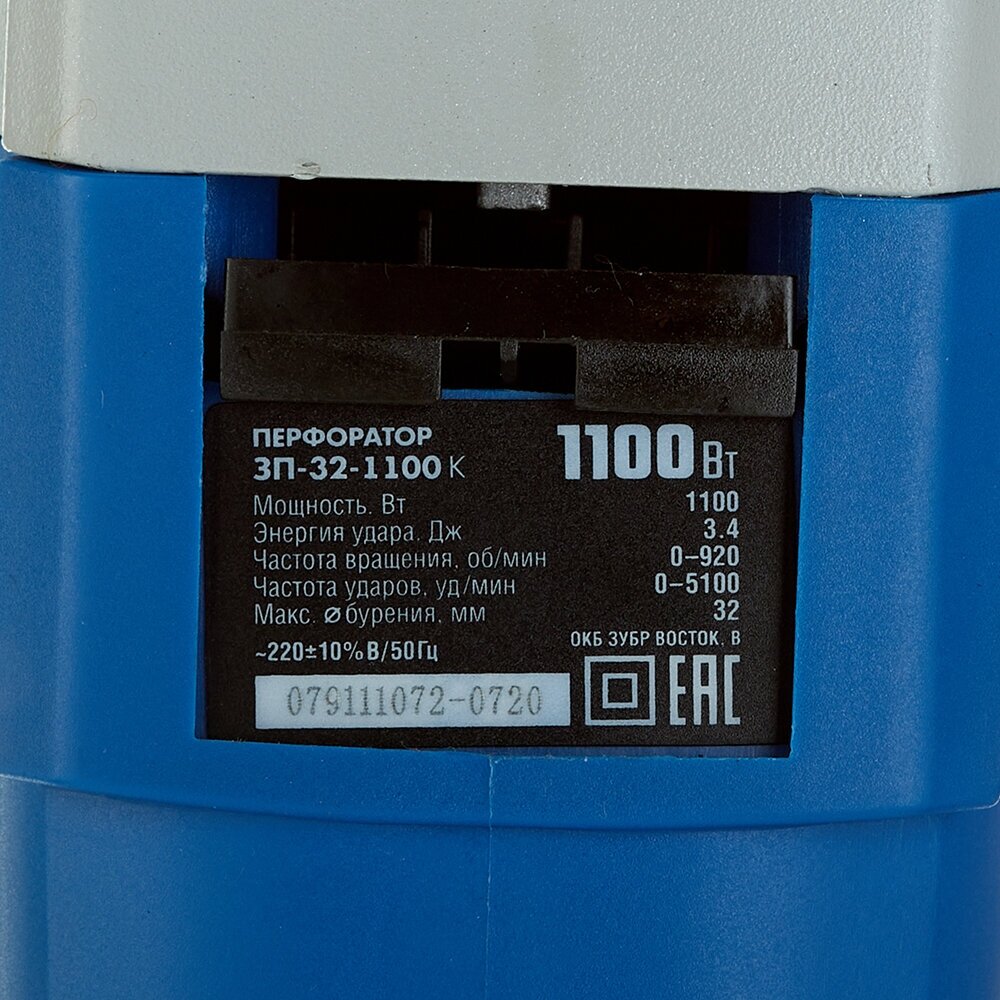 ПЕРФОРАТОР
ЗП-32-1100 К
1100 Вт
Мощность. Вт 1100
Энергия удара. Дж 3.4
Частота вращения, об/мин 0-920
Частота ударов, уд/мин 0-5100
Макс. ⌀ бурения, мм 32
ОКБ ЗУБР ВОСТОК, В
~220±10% В/50Гц
079111072-0720
ЕАС